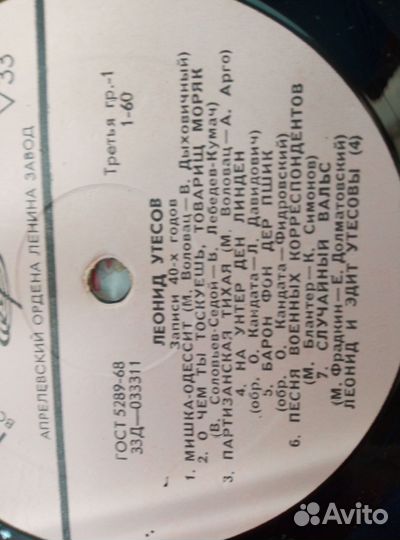 ▽ 33
АПРЕЛЕВСКИЙ ОРДЕНА ЛЕНИНА ЗАВОД
ГОСТ 5289-68
33Д—033311
Третья гр.-1
1-60
ЛЕОНИД УТЕСОВ
Записи 40-х годов
1. МИШКА-ОДЕССИТ (М. Воловац—В. Дыховичный)
2. О ЧЕМ ТЫ ТОСКУЕШЬ, ТОВАРИЩ МОРЯК
(В. Соловьев-Седой—В. Лебедев-Кумач)
3. ПАРТИЗАНСКАЯ ТИХАЯ (М. Воловац—А. Арго)
4. НА УНТЕР ДЕН ЛИНДЕН
(обр. О. Кандата—Л. Давидович)
5. БАРОН ФОН ДЕР ПШИК
(обр. О. Кандата—Фидровский)
6. ПЕСНЯ ВОЕННЫХ КОРРЕСПОНДЕНТОВ
(М. Блантер—К. Симонов)
7. СЛУЧАЙНЫЙ ВАЛЬС
(М. Фрадкин—Е. Долматовский)
ЛЕОНИД И ЭДИТ УТЕСОВЫ (4)
Avito